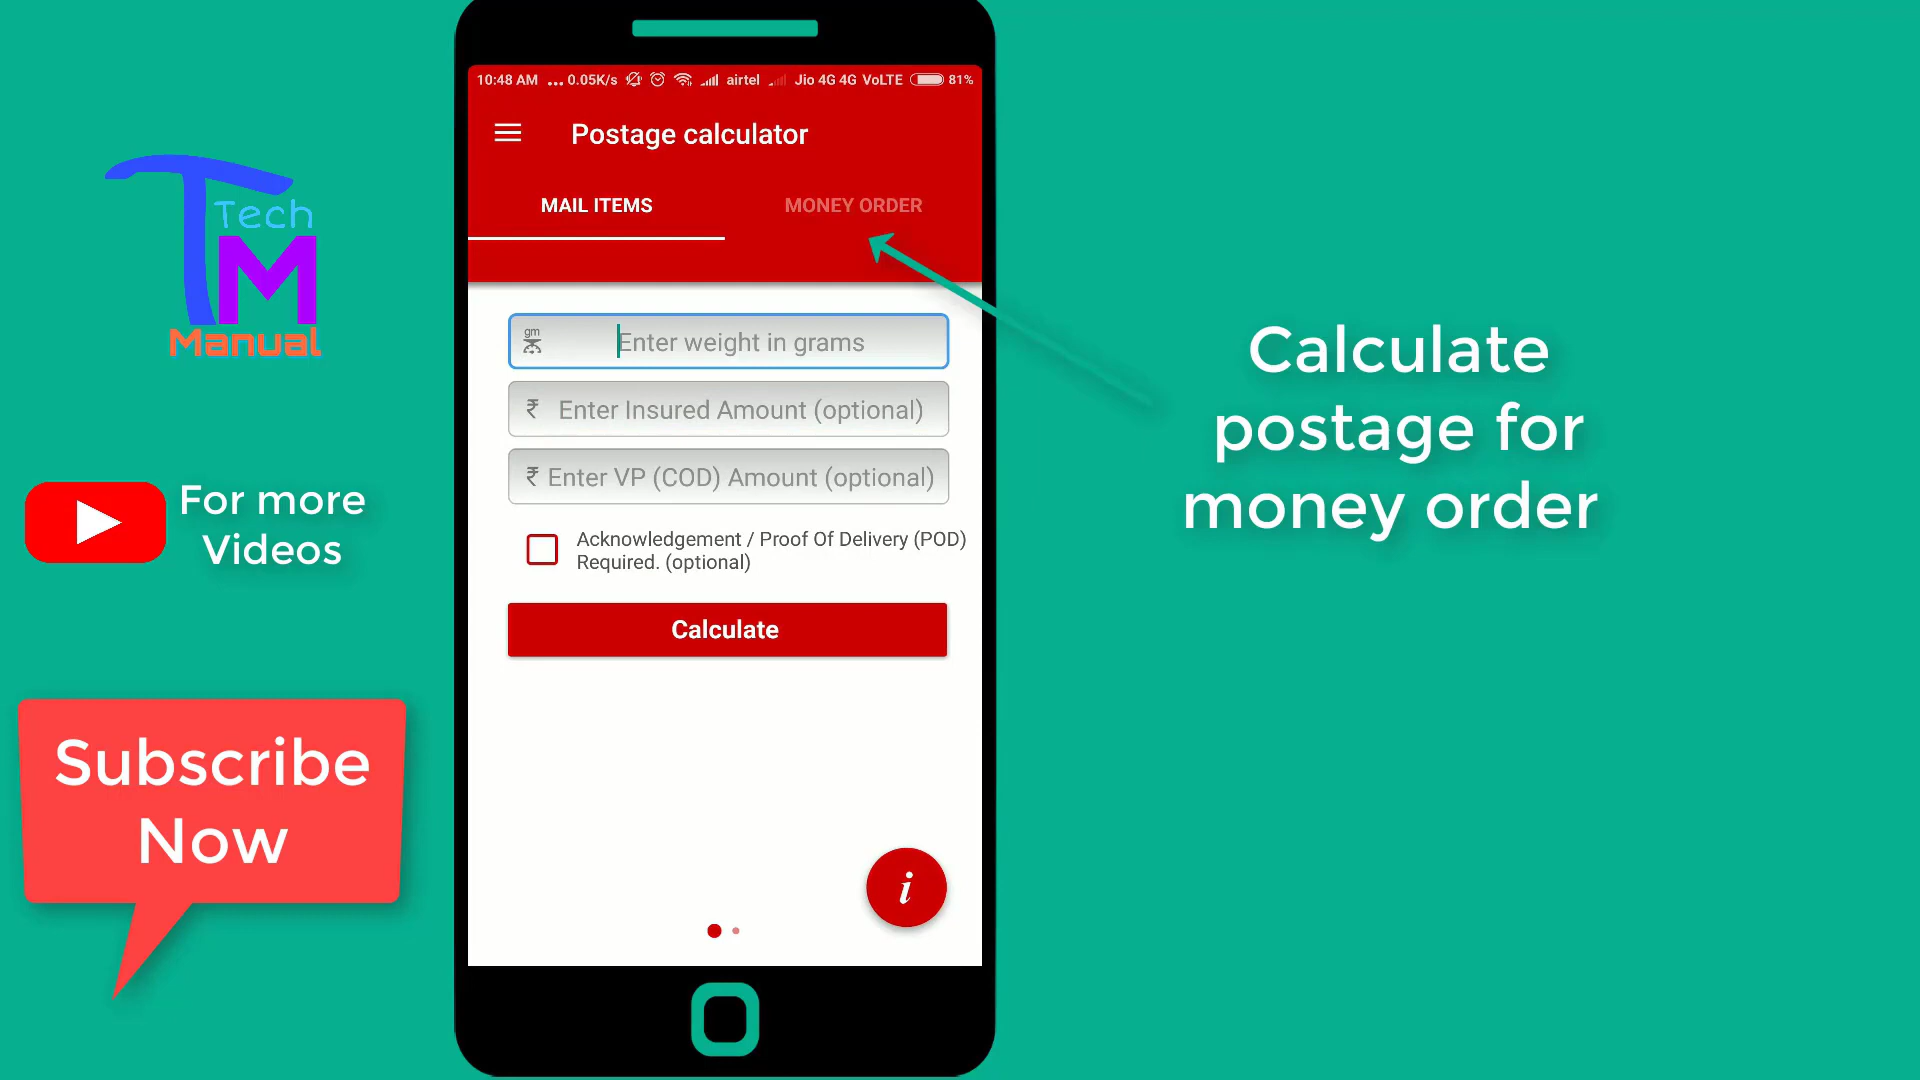 Tech
M
Manual
For more
Videos
Subscribe
Now
10:48 AM ... 0.05K/s airtel Jio 4G 4G VoLTE 81%
Postage calculator
MAIL ITEMS
MONEY ORDER
gm
Enter weight in grams
₹ Enter Insured Amount (optional)
₹ Enter VP (COD) Amount (optional)
Acknowledgement / Proof Of Delivery (POD)
Required. (optional)
Calculate
i
Calculate
postage for
money order